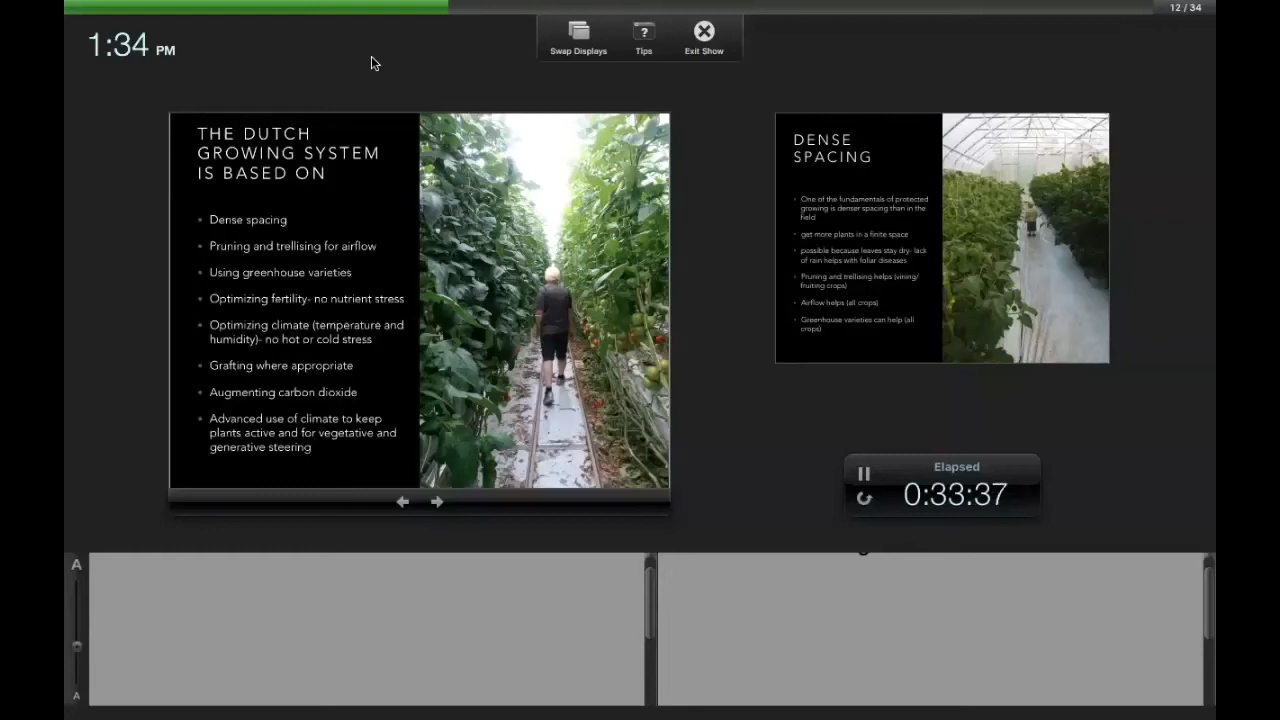 12 / 34
1:34 PM
Swap Displays
?
Tips
Exit Show
THE DUTCH
GROWING SYSTEM
IS BASED ON
• Dense spacing
• Pruning and trellising for airflow
• Using greenhouse varieties
• Optimizing fertility- no nutrient stress
• Optimizing climate (temperature and
humidity)- no hot or cold stress
• Grafting where appropriate
• Augmenting carbon dioxide
• Advanced use of climate to keep
plants active and for vegetative and
generative steering
DENSE
SPACING
• One of the fundamentals of protected
growing is denser spacing than in the
field
• get more plants in a finite space
• possible because leaves stay dry- lack
of rain helps with foliar diseases
• Pruning and trellising helps (vining/
fruiting crops)
• Airflow helps (all crops)
• Greenhouse varieties can help (all
crops)
Elapsed
0:33:37
A
A